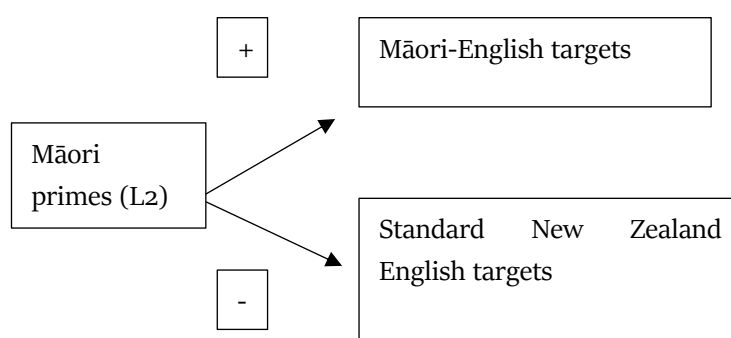 +
Māori-English targets
Māori
primes (L2)
Standard New Zealand
English targets
-